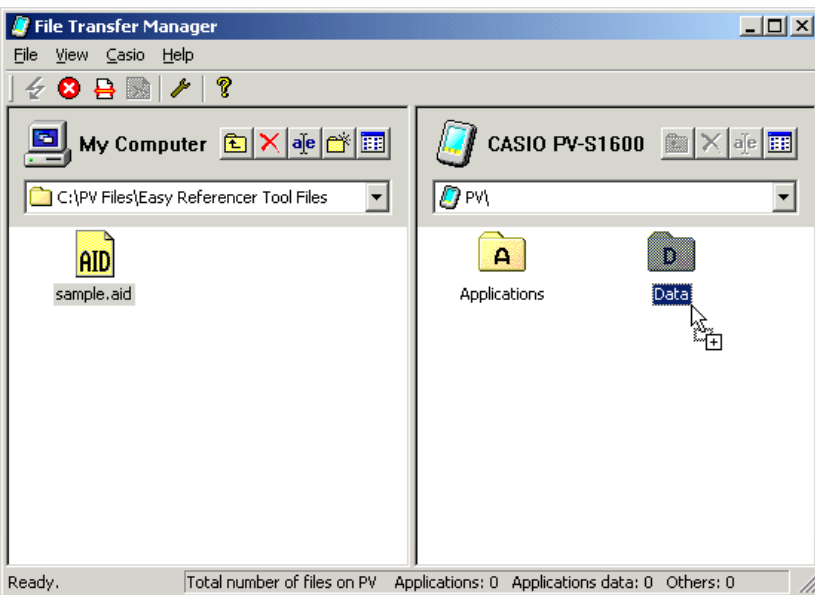 File Transfer Manager
File View Casio Help
My Computer
aIe
CASIO PV-S1600
aIe
C:\PV Files\Easy Referencer Tool Files
PV\
AID
sample.aid
A
Applications
D
Data
Ready.
Total number of files on PV Applications: 0 Applications data: 0 Others: 0